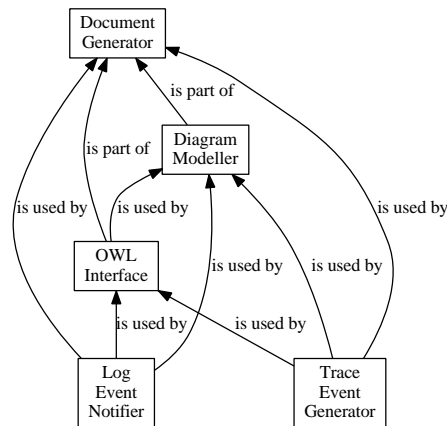 Document
Generator
is part of
Diagram
Modeller
is part of
is used by
is used by
is used by
OWL
Interface
is used by
is used by
is used by
is used by
Log
Event
Notifier
Trace
Event
Generator